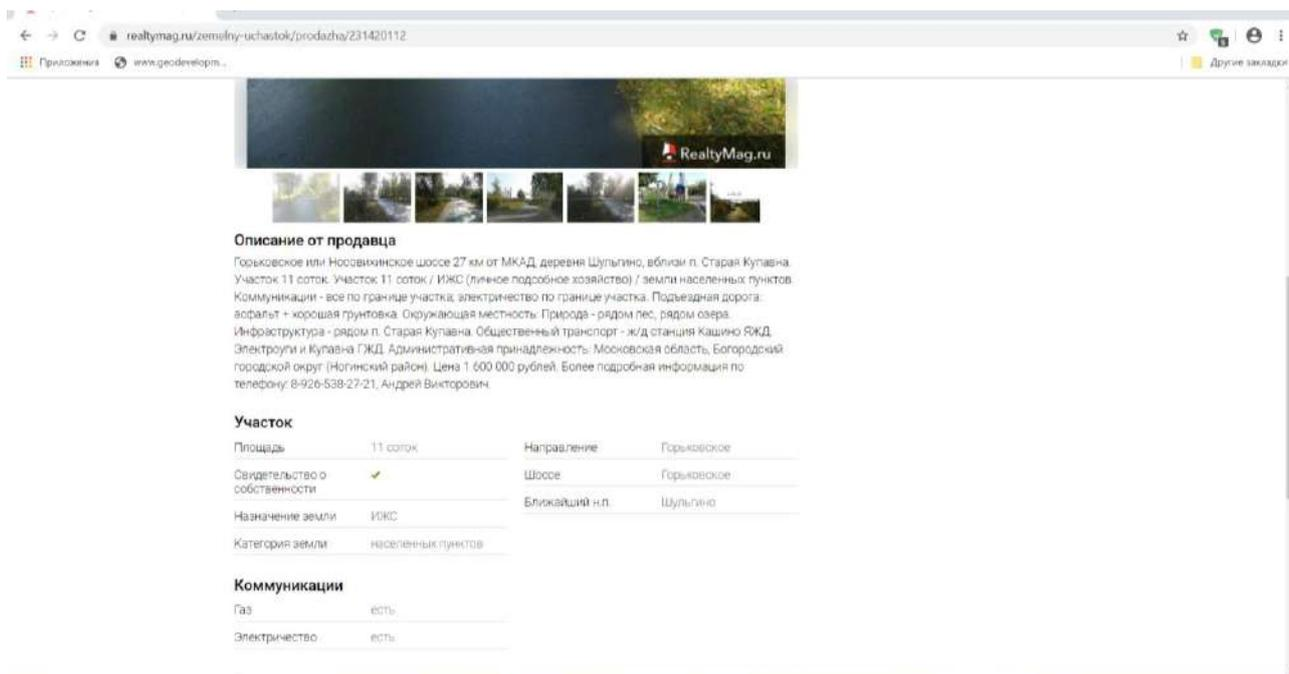 realtymag.ru/zemelny-uchastok/prodazha/231420112
Приложения www.geodevelopm... Другие закладки
RealtyMag.ru
Описание от продавца
Горьковское или Носовихинское шоссе 27 км от МКАД, деревня Шульгино, вблизи п. Старая Купавна.
Участок 11 соток. Участок 11 соток / ИЖС (личное подсобное хозяйство) / земли населенных пунктов.
Коммуникации - все по границе участка; электричество по границе участка. Подъездная дорога:
асфальт + хорошая грунтовка. Окружающая местность: Природа - рядом лес, рядом озера.
Инфраструктура - рядом п. Старая Купавна. Общественный транспорт - ж/д станция Кашино ЯЖД,
Электроугли и Купавна ГЖД. Административная принадлежность: Московская область, Богородский
городской округ (Ногинский район). Цена 1 600 000 рублей. Более подробная информация по
телефону: 8-926-538-27-21, Андрей Викторович.
Участок
Площадь 11 соток Направление Горьковское
Свидетельство о Шоссе Горьковское
собственности
Ближайший н.п. Шульгино
Назначение земли ИЖС
Категория земли населенных пунктов
Коммуникации
Газ есть
Электричество есть